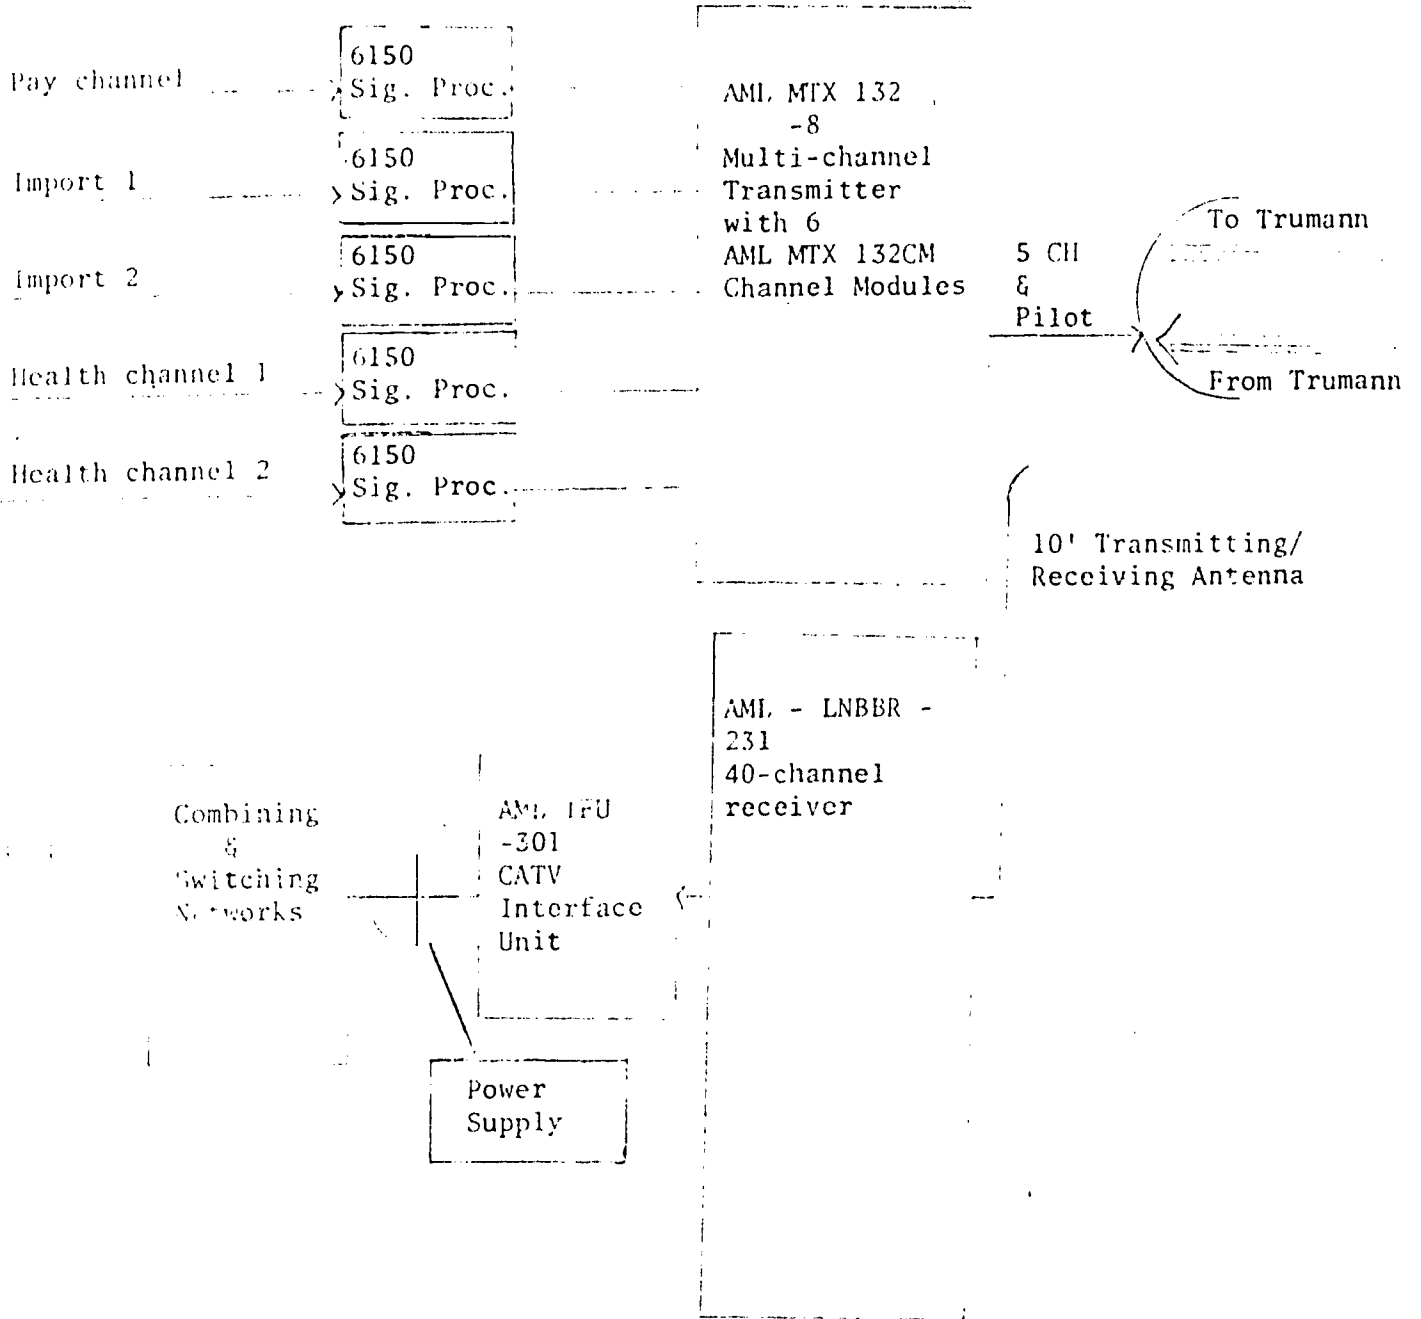 Pay channel
6150
Sig. Proc.
Import 1
6150
Sig. Proc.
Import 2
6150
Sig. Proc.
Health channel 1
6150
Sig. Proc.
Health channel 2
6150
Sig. Proc.
AML MTX 132
-8
Multi-channel
Transmitter
with 6
AML MTX 132CM
Channel Modules
5 CH
&
Pilot
To Trumann
From Trumann
10' Transmitting/
Receiving Antenna
AML - LNBBR -
231
40-channel
receiver
AML IFU
-301
CATV
Interface
Unit
Combining
&
Switching
Networks
Power
Supply